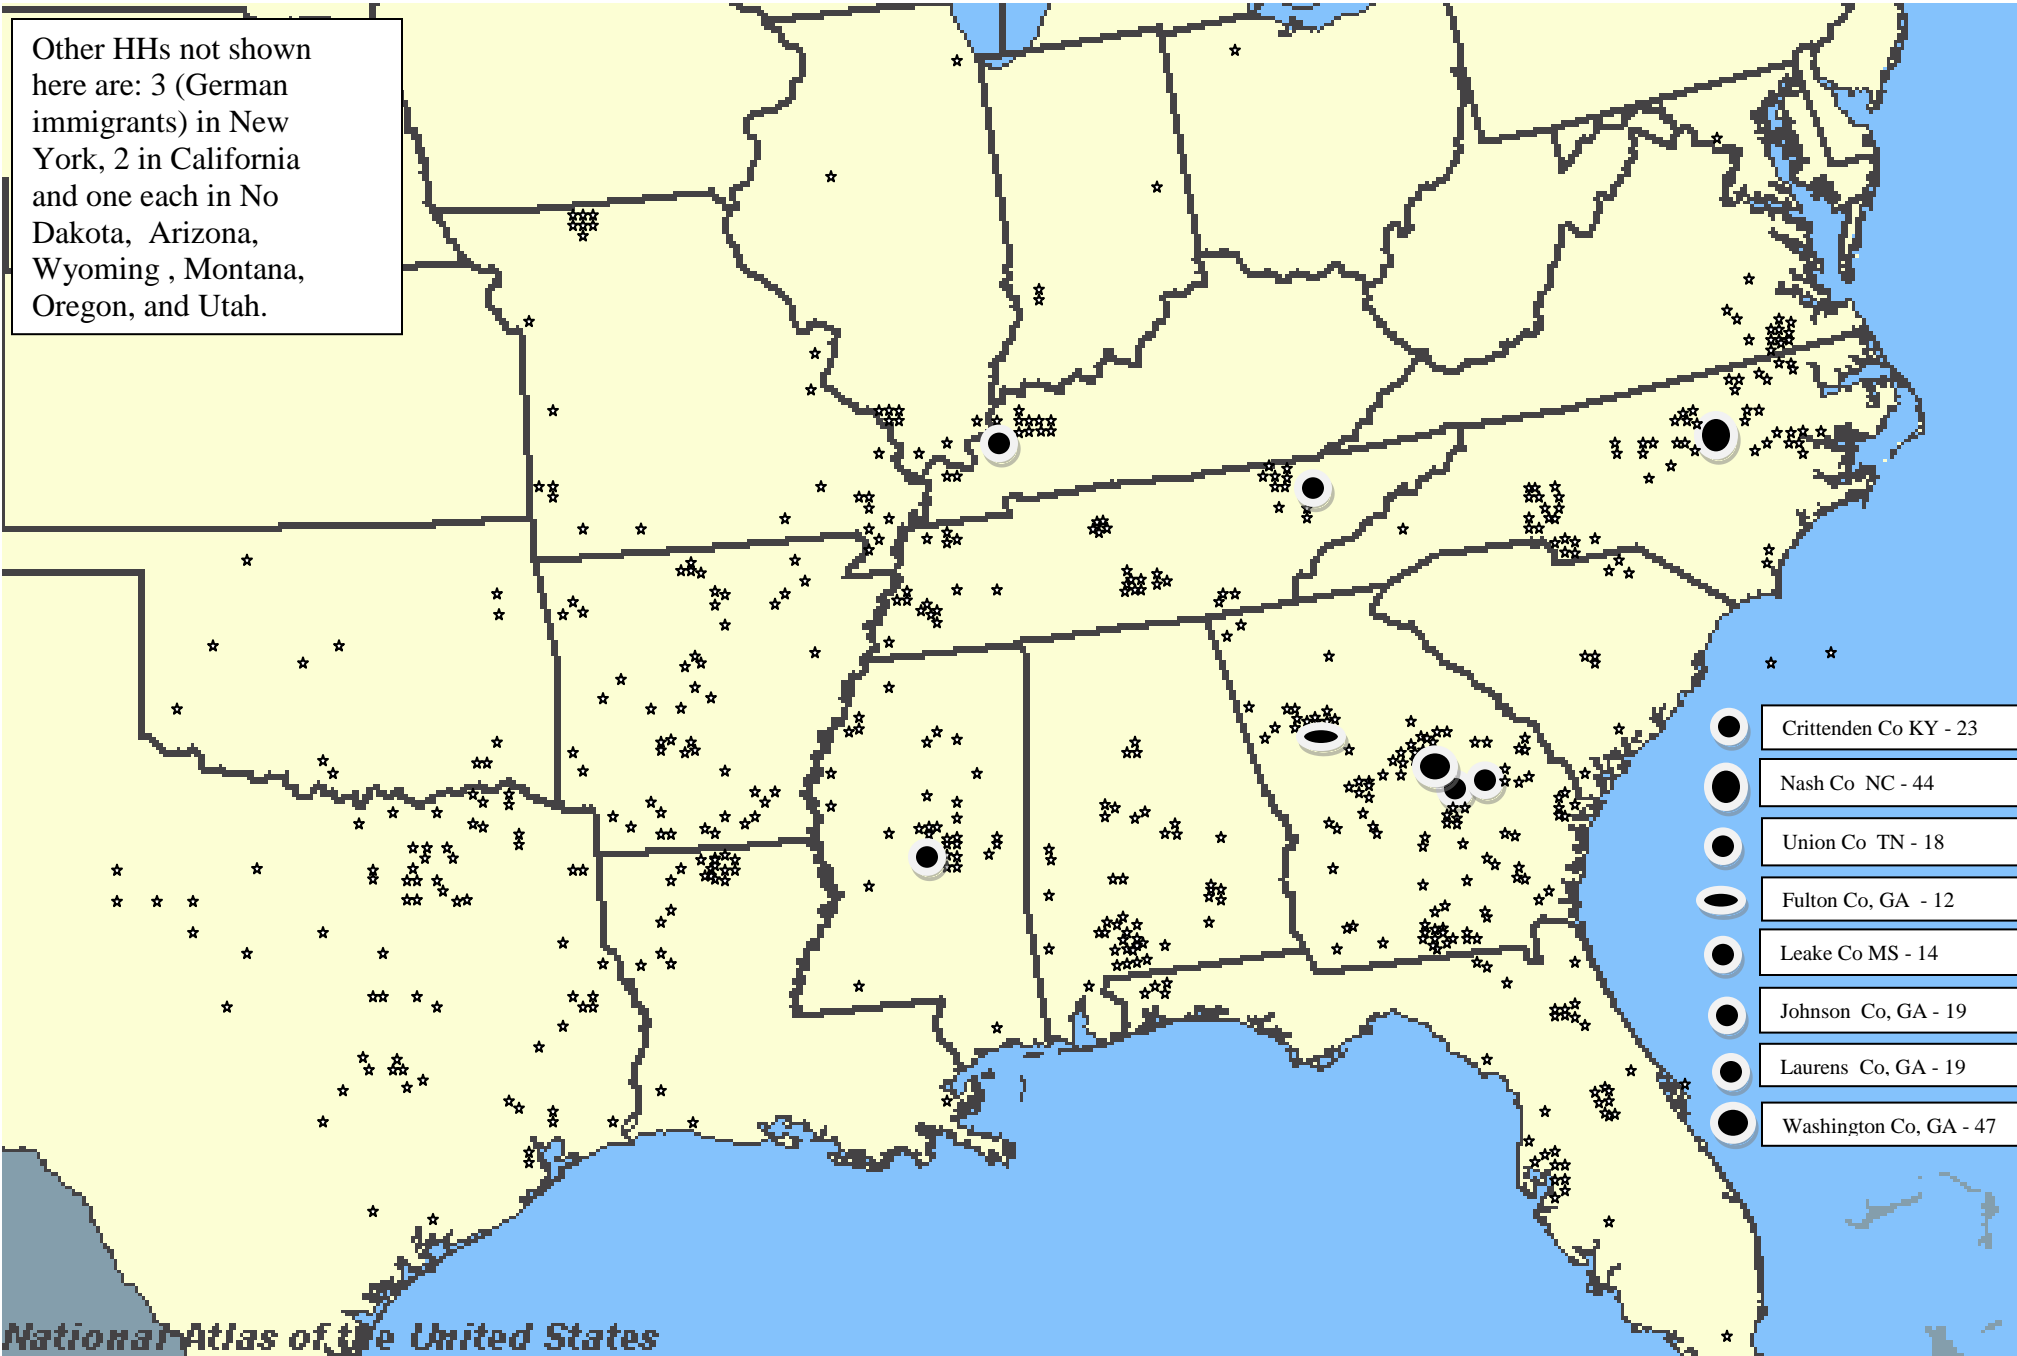 Other HHs not shown
here are: 3 (German
immigrants) in New
York, 2 in California
and one each in No
Dakota, Arizona,
Wyoming , Montana,
Oregon, and Utah.
Crittenden Co KY - 23
Nash Co NC - 44
Union Co TN - 18
Fulton Co, GA - 12
Leake Co MS - 14
Johnson Co, GA - 19
Laurens Co, GA - 19
Washington Co, GA - 47
National Atlas of the United States